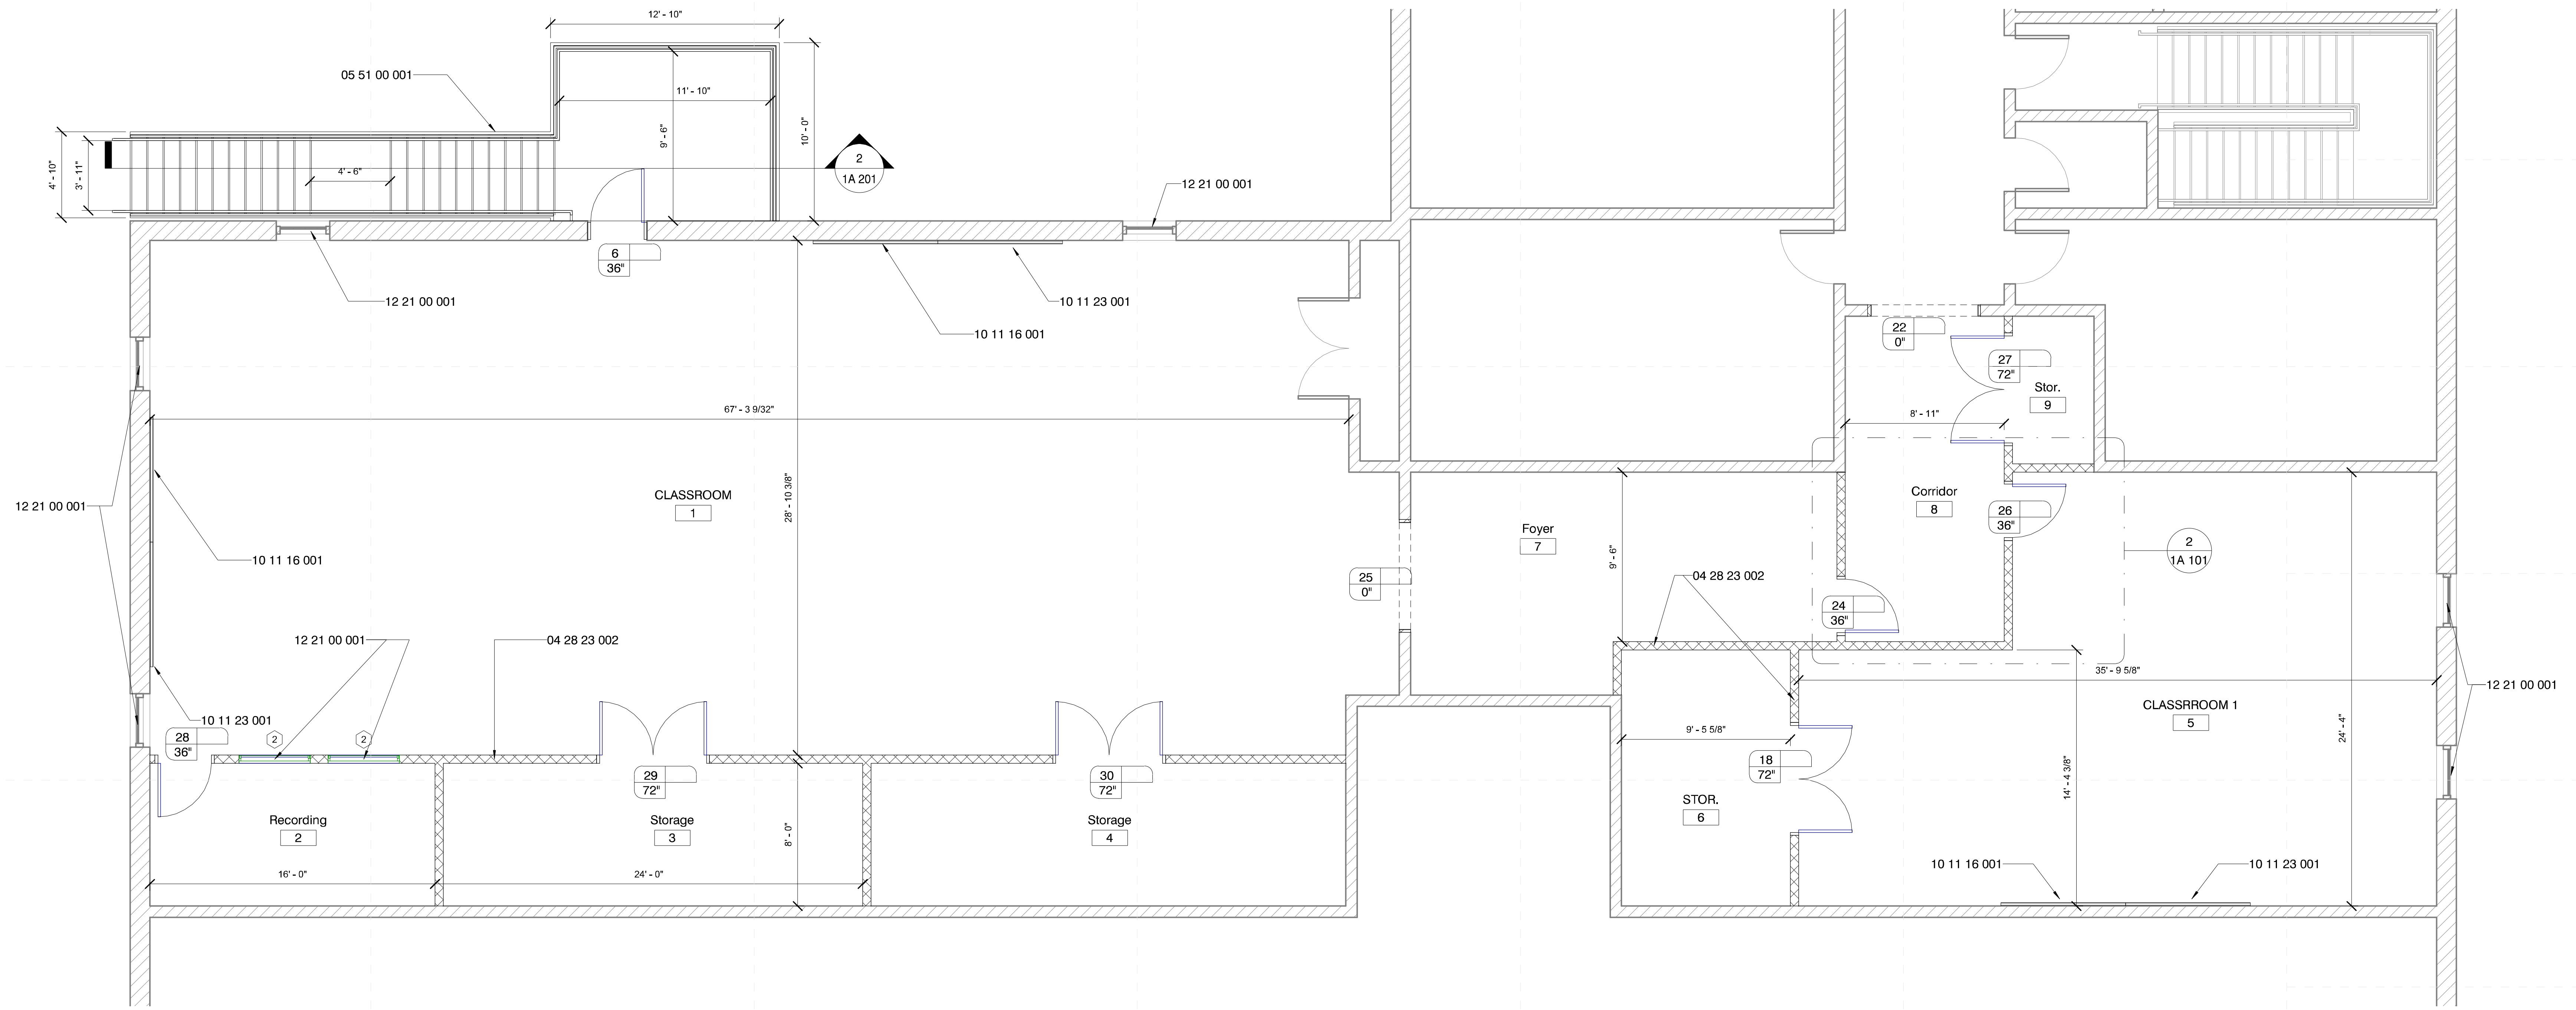 12' - 10"
05 51 00 001
11' - 10"
9' - 6"
10' - 0"
4' - 10"
3' - 11"
4' - 6"
2
1A 201
12 21 00 001
6
36"
12 21 00 001
10 11 23 001
10 11 16 001
22
0"
27
72"
Stor.
9
67' - 3 9/32"
8' - 11"
CLASSROOM
1
28' - 10 3/8"
12 21 00 001
10 11 16 001
Corridor
8
26
36"
Foyer
7
9' - 6"
2
1A 101
25
0"
04 28 23 002
24
36"
12 21 00 001
04 28 23 002
35' - 9 5/8"
12 21 00 001
10 11 23 001
CLASSRROOM 1
5
28
36"
2
2
9' - 5 5/8"
24' - 4"
18
72"
14' - 4 3/8"
29
72"
30
72"
STOR.
6
Recording
2
Storage
3
8' - 0"
Storage
4
10 11 16 001
10 11 23 001
16' - 0"
24' - 0"